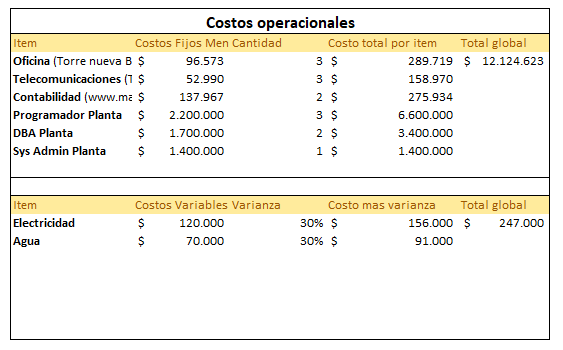 Costos operacionales
Item Costos Fijos Men Cantidad Costo total por item Total global
Oficina (Torre nueva B $ 96.573 3 $ 289.719 $ 12.124.623
Telecomunicaciones (T $ 52.990 3 $ 158.970
Contabilidad (www.ma $ 137.967 2 $ 275.934
Programador Planta $ 2.200.000 3 $ 6.600.000
DBA Planta $ 1.700.000 2 $ 3.400.000
Sys Admin Planta $ 1.400.000 1 $ 1.400.000
Item Costos Variables Varianza Costo mas varianza Total global
Electricidad $ 120.000 30% $ 156.000 $ 247.000
Agua $ 70.000 30% $ 91.000